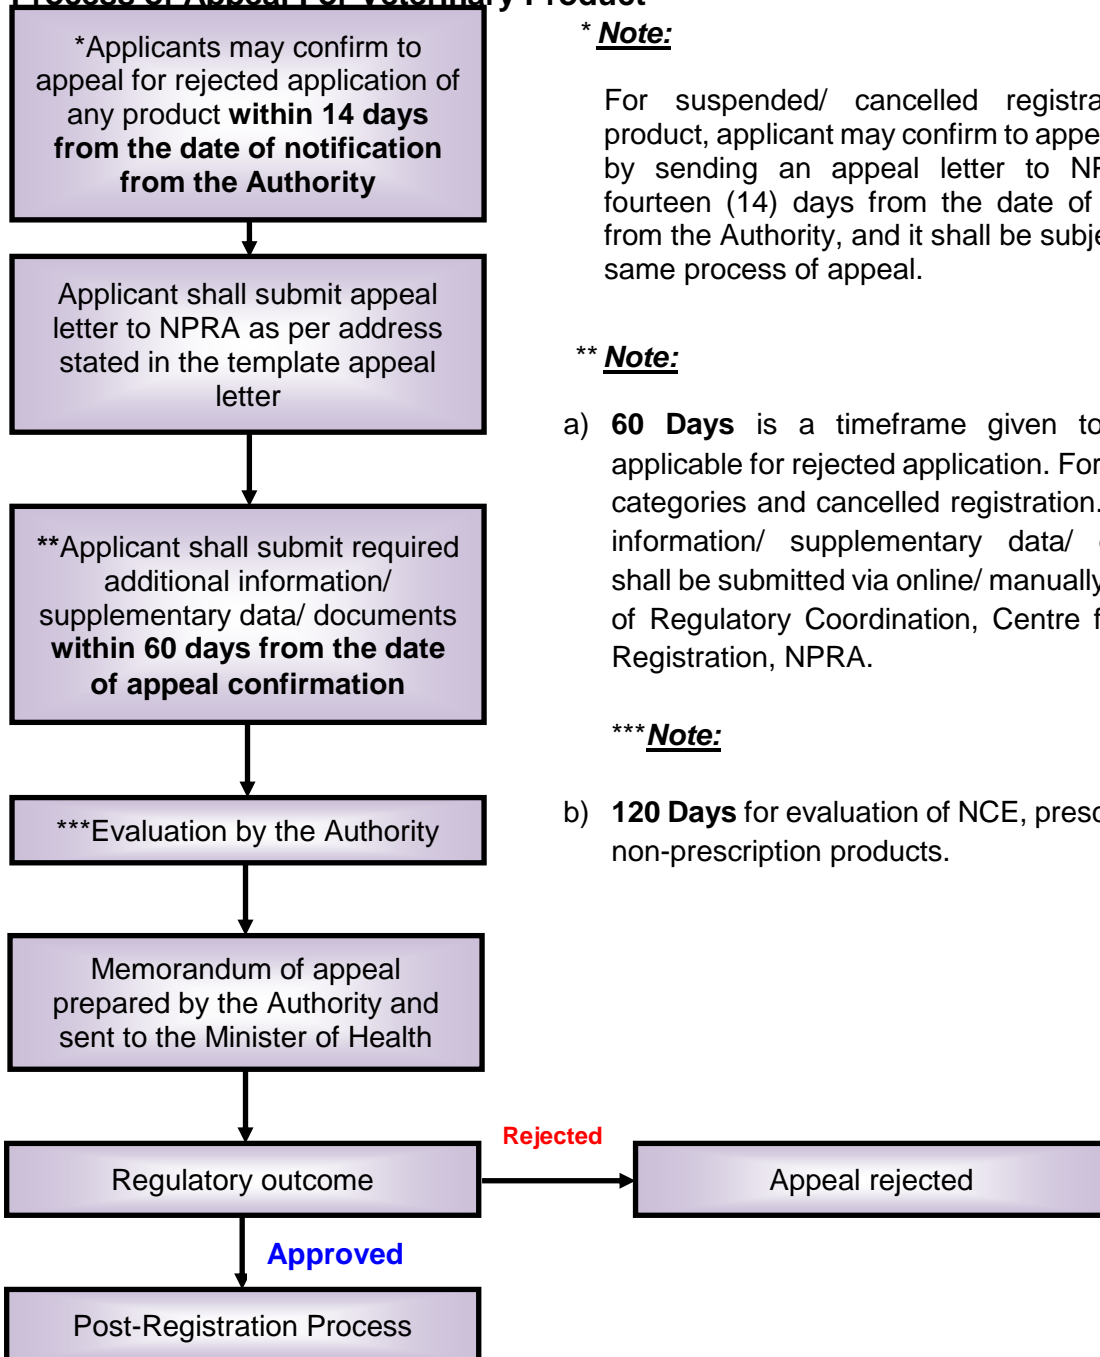 Process of Appeal For Veterinary Product
*Applicants may confirm to
appeal for rejected application of
any product within 14 days
from the date of notification
from the Authority
Applicant shall submit appeal
letter to NPRA as per address
stated in the template appeal
letter
**Applicant shall submit required
additional information/
supplementary data/ documents
within 60 days from the date
of appeal confirmation
***Evaluation by the Authority
Memorandum of appeal
prepared by the Authority and
sent to the Minister of Health
Regulatory outcome
Rejected
Appeal rejected
Approved
Post-Registration Process
* Note:
For suspended/ cancelled
product, applicant may confirm to
by sending an appeal letter to
fourteen (14) days from the date of
from the Authority, and it shall be
same process of appeal.
** Note:
a) 60 Days is a timeframe given to
applicable for rejected application. For
categories and cancelled registration.
information/ supplementary data/
shall be submitted via online/ manually
of Regulatory Coordination, Centre
Registration, NPRA.
***Note:
b) 120 Days for evaluation of NCE,
non-prescription products.